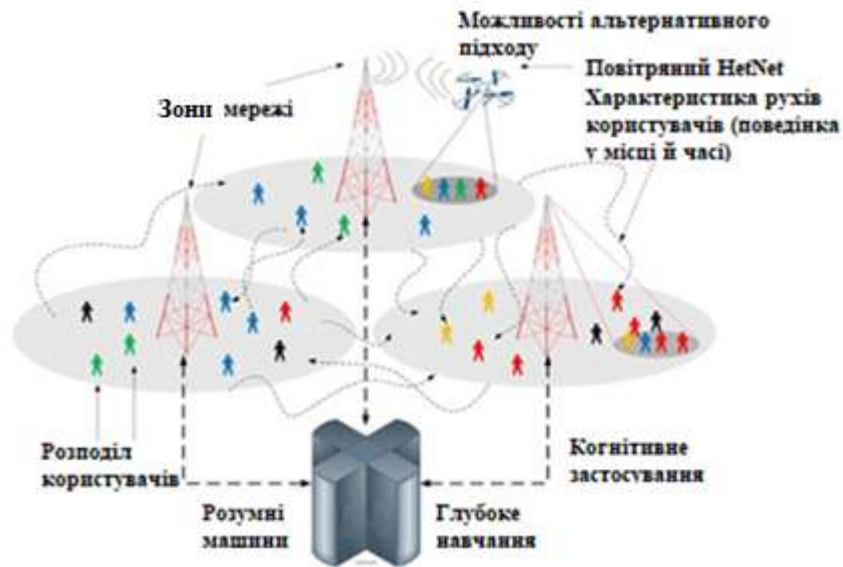 Можливості альтернативного
підходу
Повітряний HetNet
Характеристика рухів
користувачів (поведінка
у місці й часі)
Зони мережі
Розподіл
користувачів
Розумні
машини
Глубоке
навчання
Когнітивне
застосування